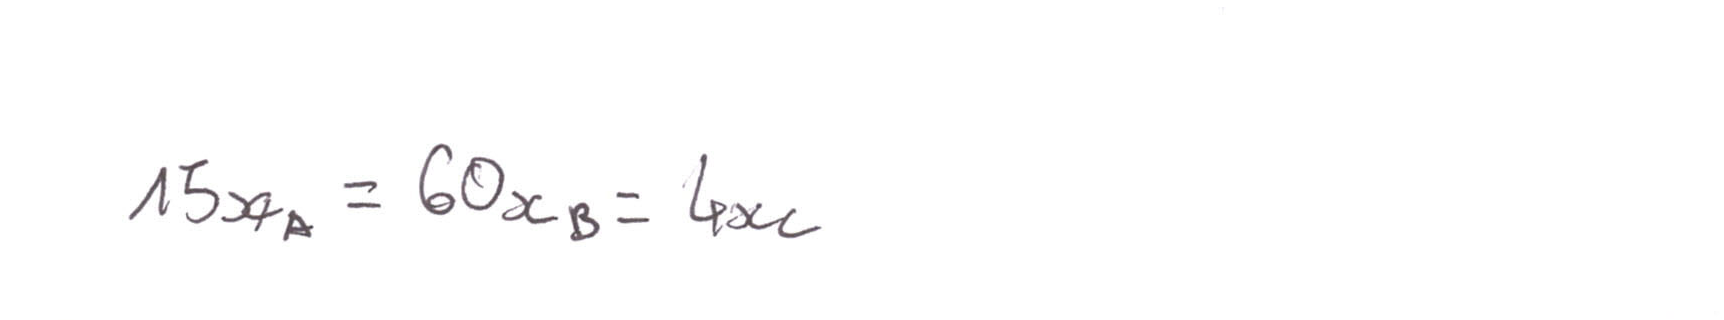 15x_A = 60x_B = 4x_C